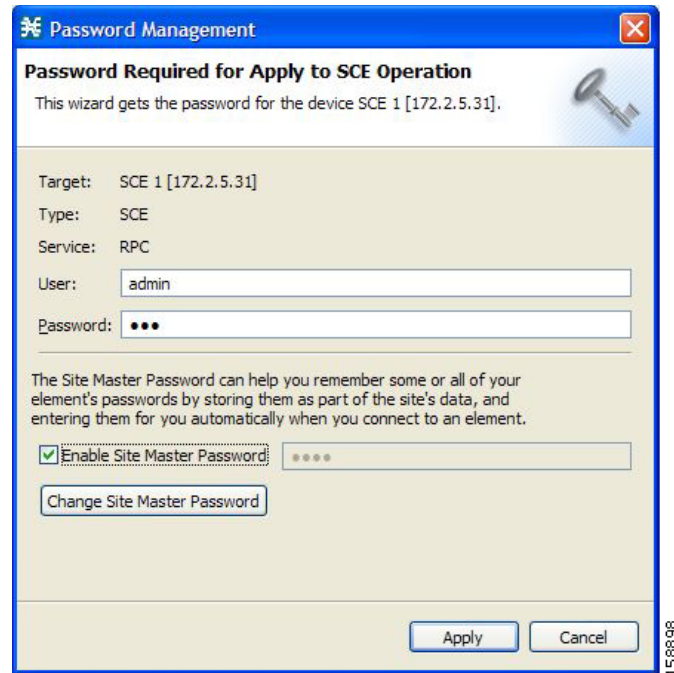 Password Management
Password Required for Apply to SCE Operation
This wizard gets the password for the device SCE 1 [172.2.5.31].
Target: SCE 1 [172.2.5.31]
Type: SCE
Service: RPC
User: admin
Password: •••
The Site Master Password can help you remember some or all of your
element's passwords by storing them as part of the site's data, and
entering them for you automatically when you connect to an element.
Enable Site Master Password ••••
Change Site Master Password
Apply Cancel
158898